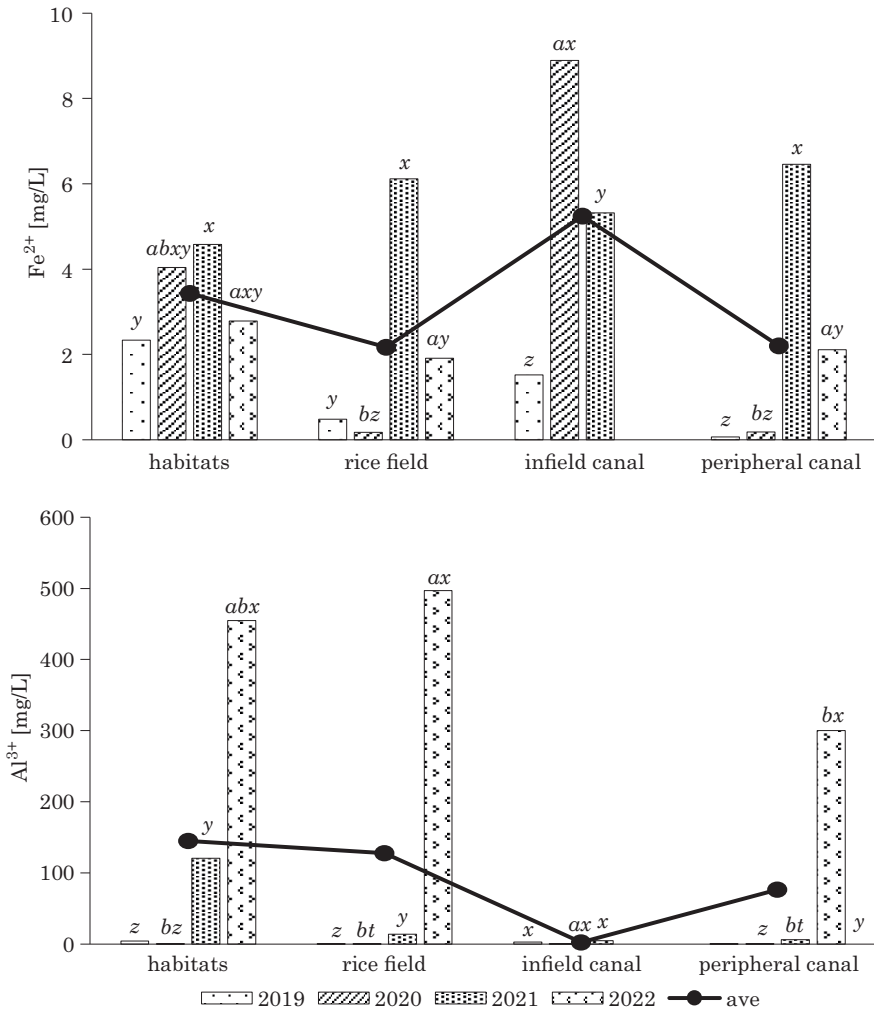 10
8
6
4
2
0
Fe²⁺ [mg/L]
y
abxy
x
axy
y
bz
x
ay
z
ax
y
z
bz
x
ay
habitats rice field infield canal peripheral canal
600
500
400
300
200
100
0
Al³⁺ [mg/L]
z
bz
y
abx
z
bt
y
ax
x
ax
x
z
bt
bx
y
habitats rice field infield canal peripheral canal
2019 2020 2021 2022 ave